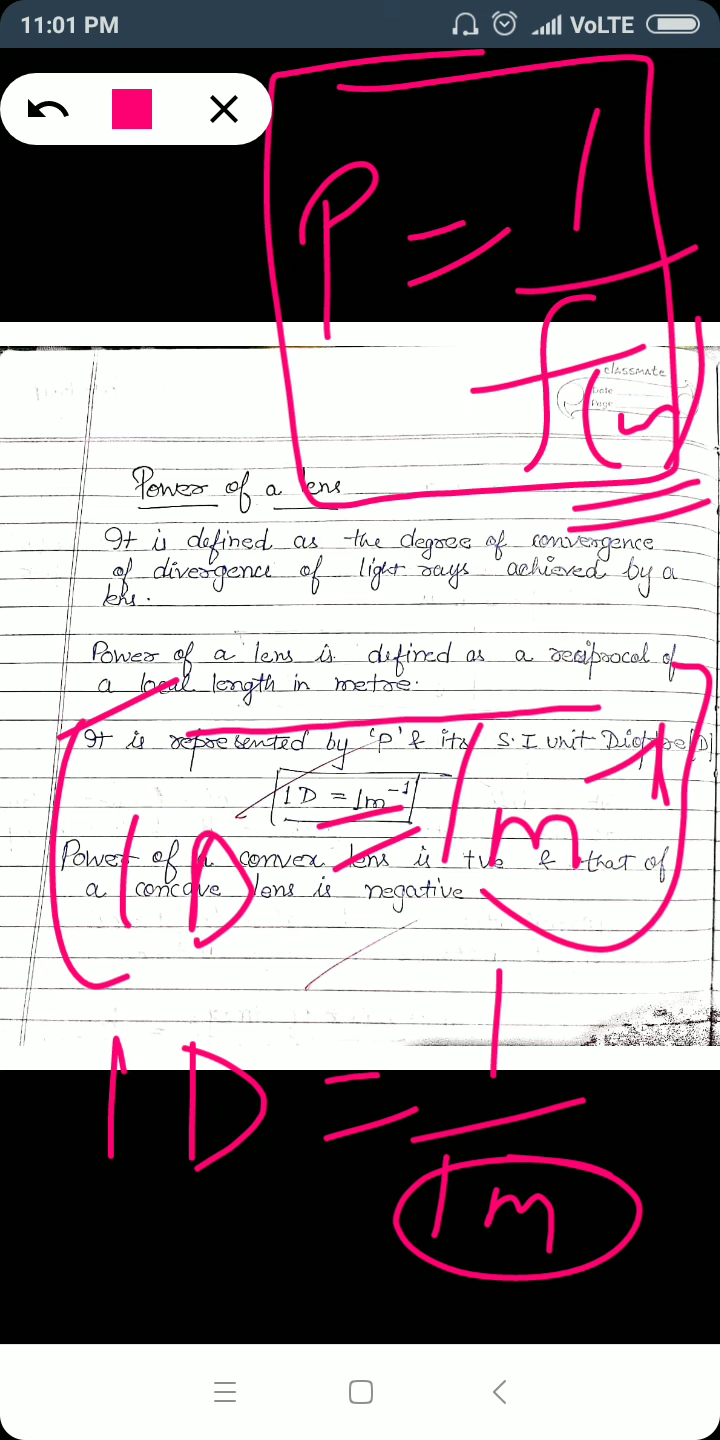 11:01 PM VoLTE
P = 1
f(m)
classmate
Date
Page
Power of a lens
It is defined as the degree of convergence
of divergence of light rays achieved by a
lens.
Power of a lens is defined as a reciprocal of
a focal length in metre.
It is represented by 'P' & its S.I unit Dioptre [D]
1D = 1m⁻¹
1D = 1m⁻¹
Power of a convex lens is +ve & that of
a concave lens is negative
1D = 1
1m